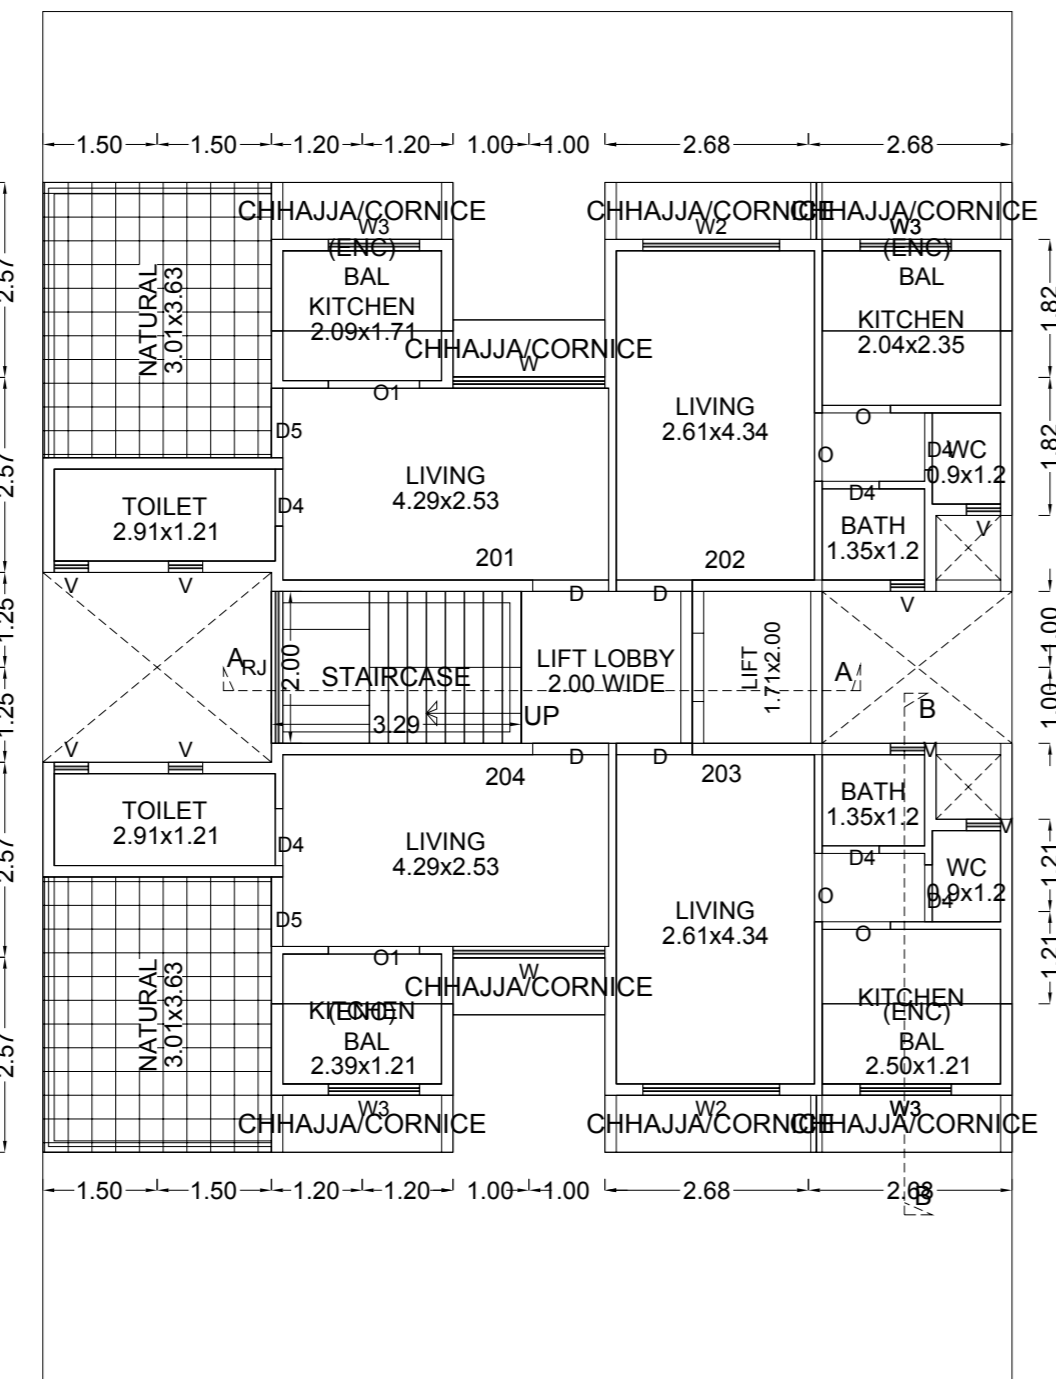 1.50 1.50 1.20 1.20 1.00 1.00 2.68 2.68
CHHAJJA/CORNICE CHHAJJA/CORNICE CHHAJJA/CORNICE
W3 W2 W3
(ENC) (ENC)
BAL BAL
2.57
NATURAL
3.01x3.63
KITCHEN
2.09x1.71
KITCHEN
2.04x2.35
1.82
CHHAJJA/CORNICE
W
O1
LIVING
2.61x4.34
O
D5
O
D4
WC
0.9x1.2
1.82
2.57
TOILET
2.91x1.21
D4
LIVING
4.29x2.53
D4
BATH
1.35x1.2
V
201 202
V V D D V
1.25
1.00
A
RJ
2.00
STAIRCASE
LIFT LOBBY
2.00 WIDE
LIFT
1.71x2.00
A
1.25
3.29
UP
B
1.00
V V D D V
204 203
TOILET
2.91x1.21
BATH
1.35x1.2
V
2.57
D4
LIVING
4.29x2.53
D4
WC
0.9x1.2
1.21
D4
O
D5
LIVING
2.61x4.34
O
1.21
O1
W
CHHAJJA/CORNICE
NATURAL
3.01x3.63
KITCHEN
(ENC)
BAL
2.39x1.21
KITCHEN
(ENC)
BAL
2.50x1.21
2.57
W3 W2 W3
CHHAJJA/CORNICE CHHAJJA/CORNICE CHHAJJA/CORNICE
1.50 1.50 1.20 1.20 1.00 1.00 2.68 2.68
B